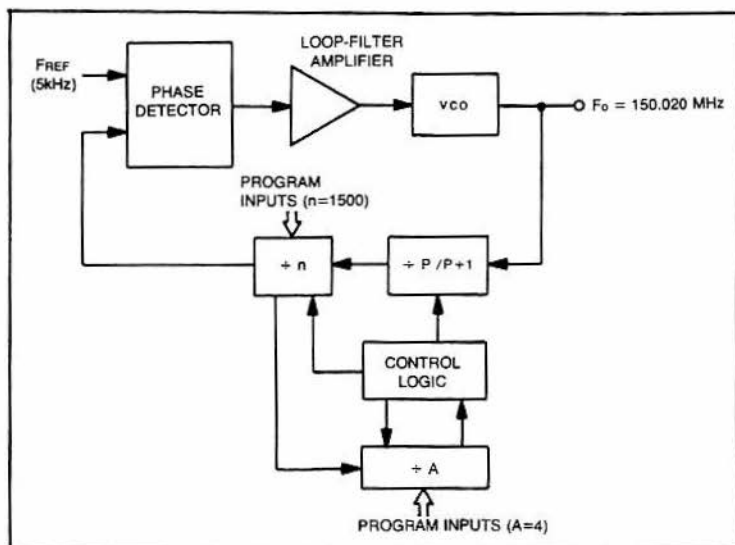 LOOP-FILTER
AMPLIFIER
FREF
(5kHz)
PHASE
DETECTOR
VCO
Fo = 150.020 MHz
PROGRAM
INPUTS (n=1500)
÷ n
÷ P/P+1
CONTROL
LOGIC
÷ A
PROGRAM INPUTS (A=4)